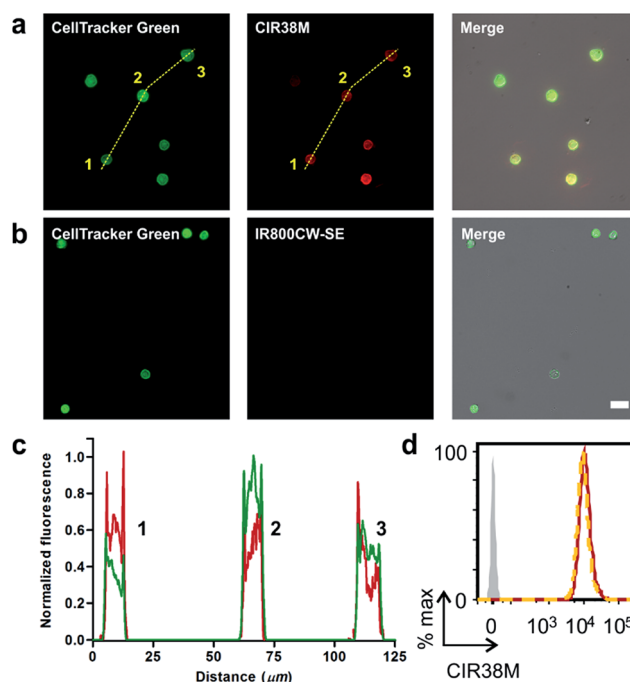 a
CellTracker Green CIR38M Merge
2 3 1
2 3 1
b
CellTracker Green IR800CW-SE Merge
c
Normalized fluorescence
1.0
0.8
0.6
0.4
0.2
0.0
1 2 3
0 25 50 75 100 125
Distance (μm)
d
100
0
% max
0 10³ 10⁴ 10⁵
CIR38M